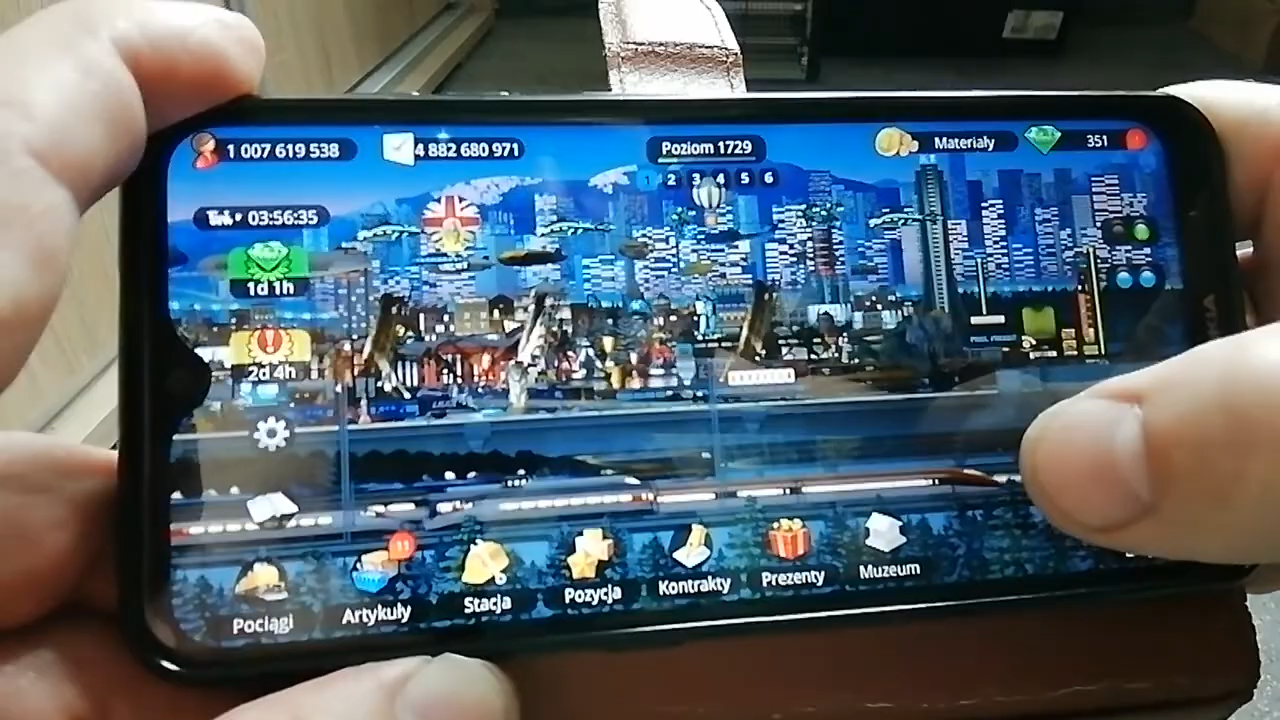 1 007 619 538
4 882 680 971
Poziom 1729
Materiały
351
1 2 3 4 5 6
03:56:35
1d 1h
2d 4h
11
Pociągi
Artykuły
Stacja
Pozycja
Kontrakty
Prezenty
Muzeum